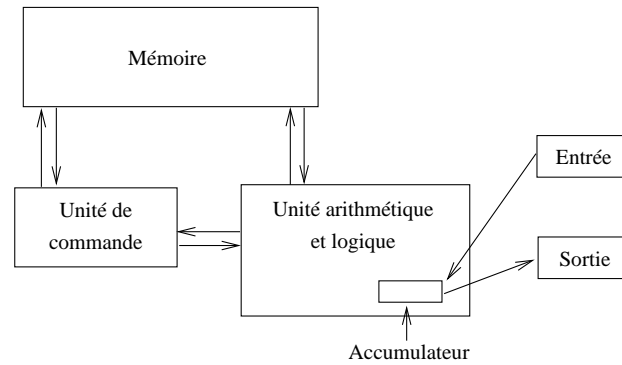 Mémoire
Unité de
commande
Unité arithmétique
et logique
Entrée
Sortie
Accumulateur